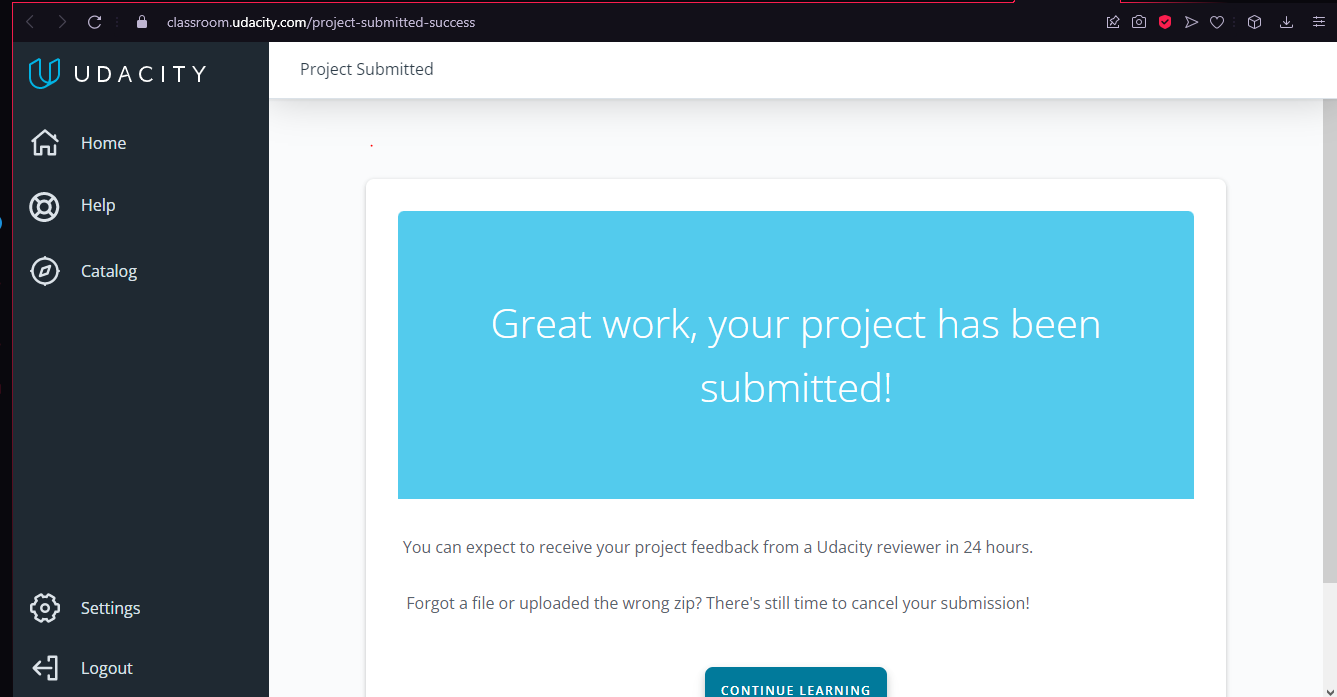 classroom.udacity.com/project-submitted-success
UDACITY
Project Submitted
Home
Help
Catalog
.
Great work, your project has been
submitted!
You can expect to receive your project feedback from a Udacity reviewer in 24 hours.
Forgot a file or uploaded the wrong zip? There's still time to cancel your submission!
Settings
Logout
CONTINUE LEARNING